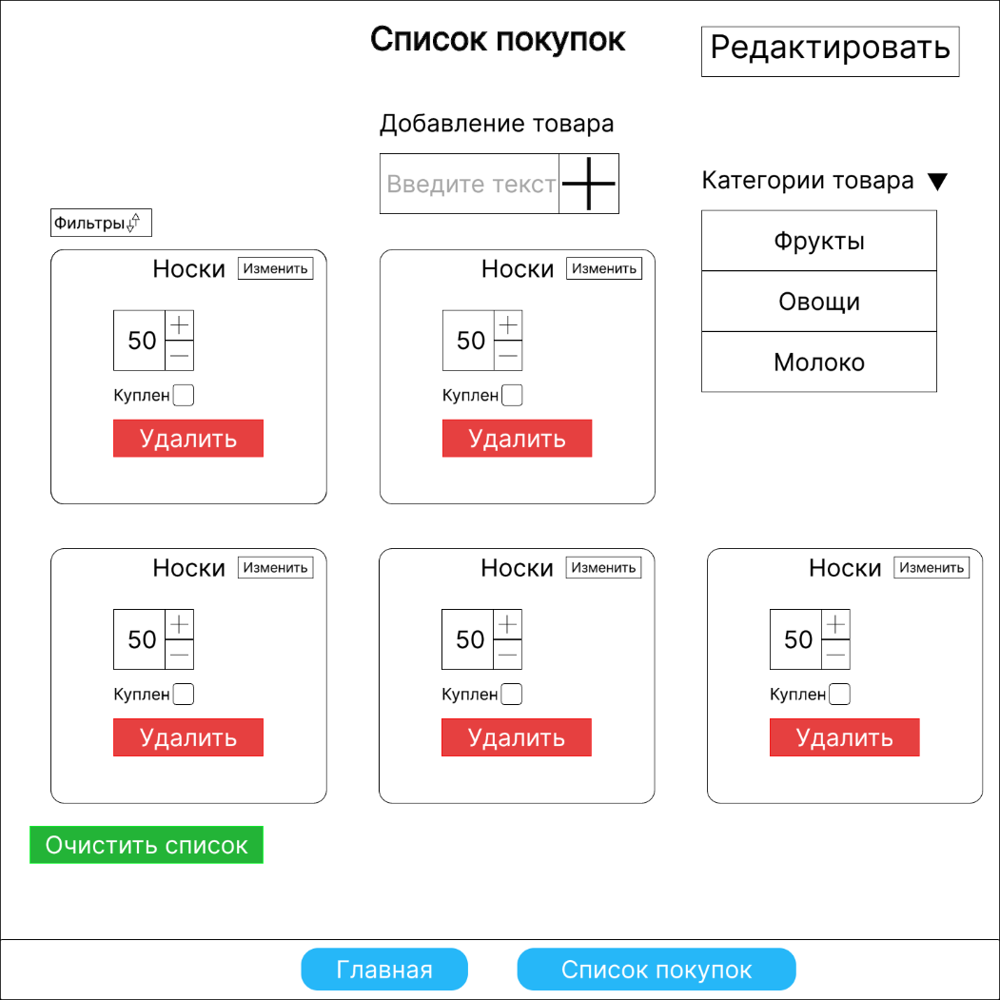 Список покупок
Редактировать
Добавление товара
Введите текст
Категории товара
Фрукты
Овощи
Молоко
Фильтры
Носки Изменить
50
Куплен
Удалить
Носки Изменить
50
Куплен
Удалить
Носки Изменить
50
Куплен
Удалить
Носки Изменить
50
Куплен
Удалить
Носки Изменить
50
Куплен
Удалить
Очистить список
Главная
Список покупок